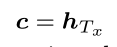 c = h_{T_x}